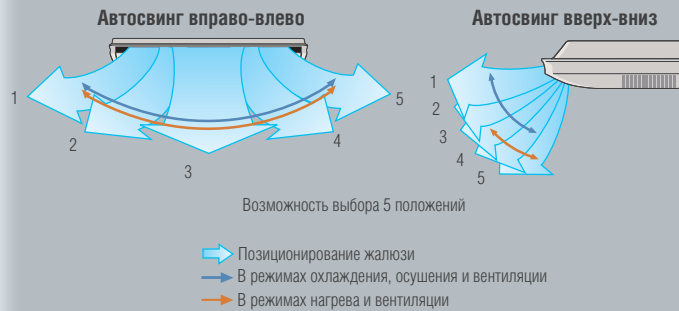 Автосвинг вправо-влево
1
2
3
4
5
Автосвинг вверх-вниз
1
2
3
4
5
Возможность выбора 5 положений
Позиционирование жалюзи
В режимах охлаждения, осушения и вентиляции
В режимах нагрева и вентиляции